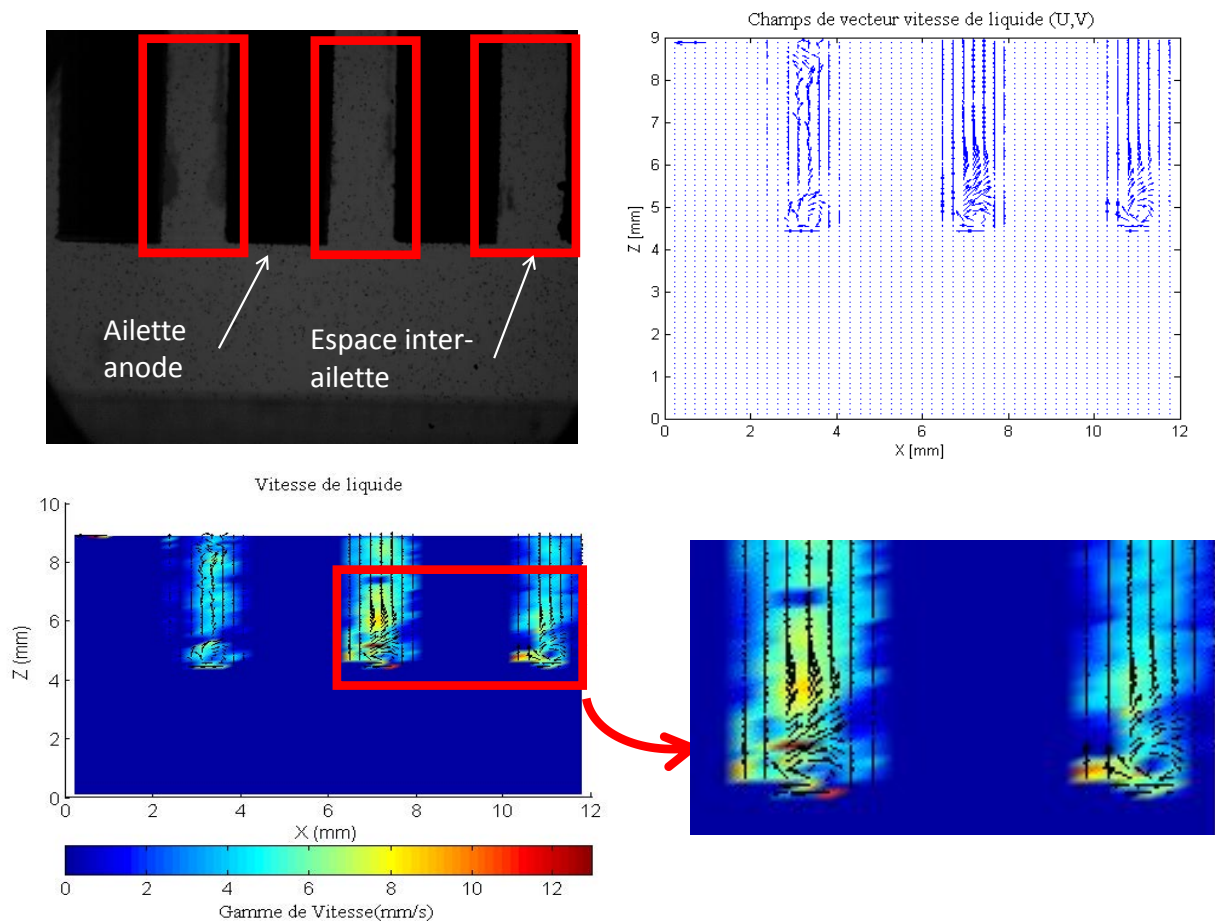 Ailette
anode
Espace inter-
ailette
Champs de vecteur vitesse de liquide (U,V)
9
8
7
6
5
4
3
2
1
0
Z [mm]
0 2 4 6 8 10 12
X [mm]
Vitesse de liquide
10
8
6
4
2
0
Z (mm)
2 4 6 8 10 12
X (mm)
0 2 4 6 8 10 12
Gamme de Vitesse(mm/s)